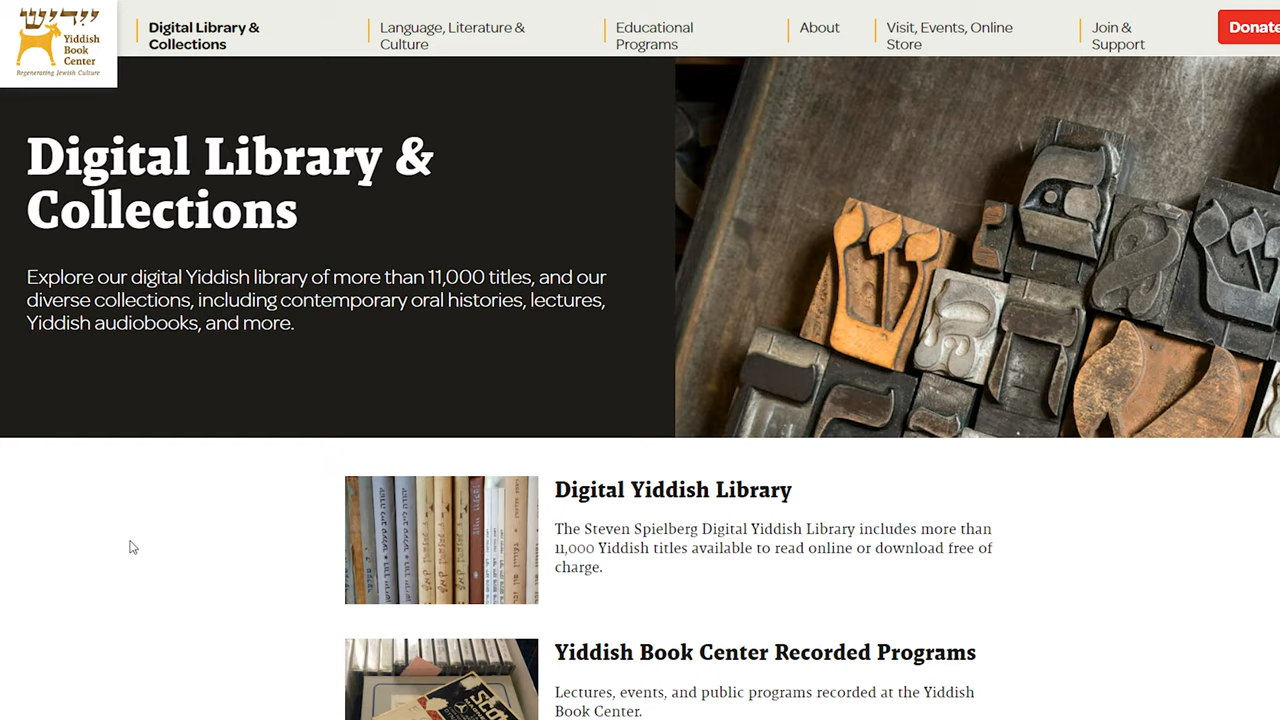 ייִדיש
Yiddish
Book
Center
Regenerating Jewish Culture
Digital Library &
Collections
Language, Literature &
Culture
Educational
Programs
About
Visit, Events, Online
Store
Join &
Support
Donate
Digital Library &
Collections
Explore our digital Yiddish library of more than 11,000 titles, and our
diverse collections, including contemporary oral histories, lectures,
Yiddish audiobooks, and more.
Digital Yiddish Library
The Steven Spielberg Digital Yiddish Library includes more than
11,000 Yiddish titles available to read online or download free of
charge.
Yiddish Book Center Recorded Programs
Lectures, events, and public programs recorded at the Yiddish
Book Center.